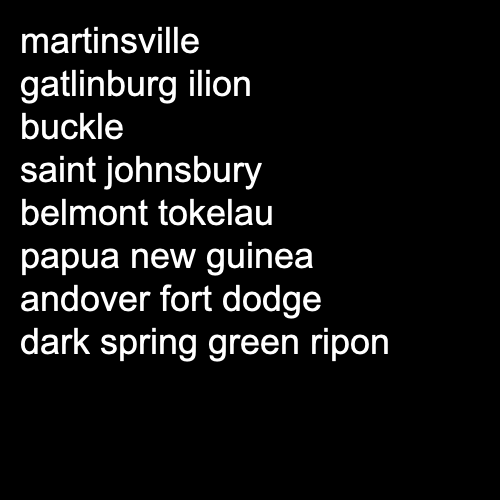 martinsville
gatlinburg ilion
buckle
saint johnsbury
belmont tokelau
papua new guinea
andover fort dodge
dark spring green ripon